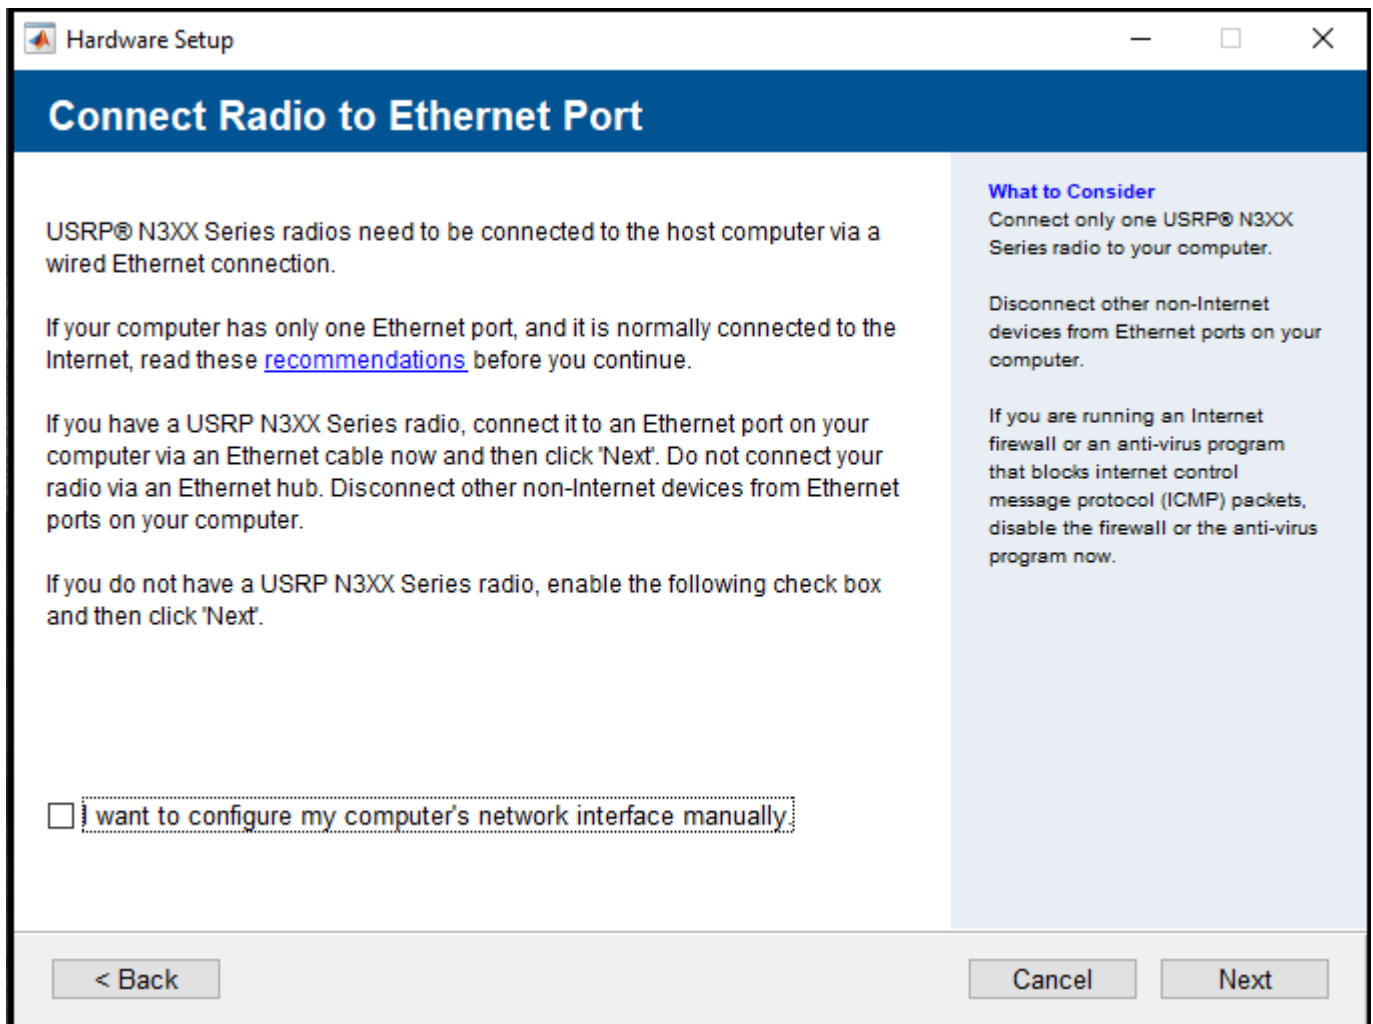 Hardware Setup
Connect Radio to Ethernet Port
USRP® N3XX Series radios need to be connected to the host computer via a
wired Ethernet connection.
If your computer has only one Ethernet port, and it is normally connected to the
Internet, read these recommendations before you continue.
If you have a USRP N3XX Series radio, connect it to an Ethernet port on your
computer via an Ethernet cable now and then click 'Next'. Do not connect your
radio via an Ethernet hub. Disconnect other non-Internet devices from Ethernet
ports on your computer.
If you do not have a USRP N3XX Series radio, enable the following check box
and then click 'Next'.
I want to configure my computer's network interface manually.
What to Consider
Connect only one USRP® N3XX
Series radio to your computer.
Disconnect other non-Internet
devices from Ethernet ports on your
computer.
If you are running an Internet
firewall or an anti-virus program
that blocks internet control
message protocol (ICMP) packets,
disable the firewall or the anti-virus
program now.
< Back
Cancel
Next